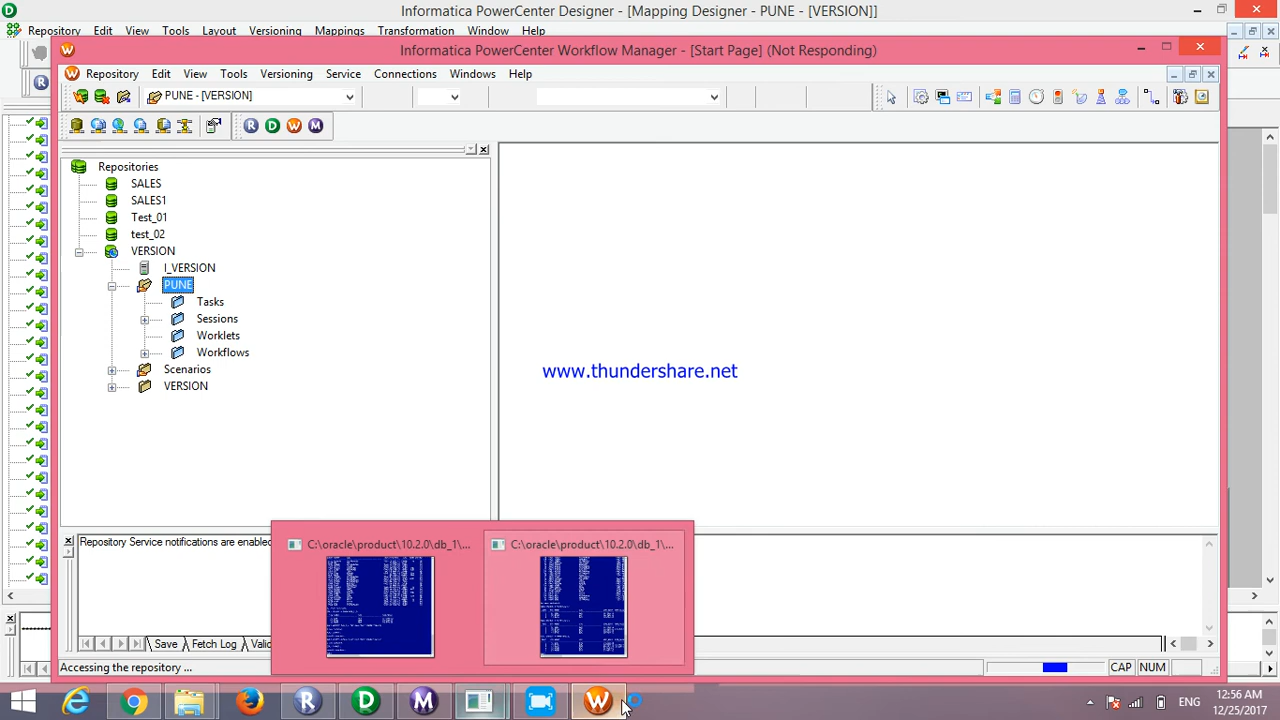 Informatica PowerCenter Designer - [Mapping Designer - PUNE - [VERSION]]
Repository Edit View Tools Layout Versioning Mappings Transformation Window Help
Informatica PowerCenter Workflow Manager - [Start Page] (Not Responding)
Repository Edit View Tools Versioning Service Connections Windows Help
PUNE - [VERSION]
R D W M
Repositories
SALES
SALES1
Test_01
test_02
VERSION
I_VERSION
PUNE
Tasks
Sessions
Worklets
Workflows
Scenarios
VERSION
www.thundershare.net
Repository Service notifications are enabled
C:\oracle\product\10.2.0\db_1\... C:\oracle\product\10.2.0\db_1\...
Save Fetch Log Valid
Accessing the repository ... CAP NUM
ENG
12:56 AM
12/25/2017